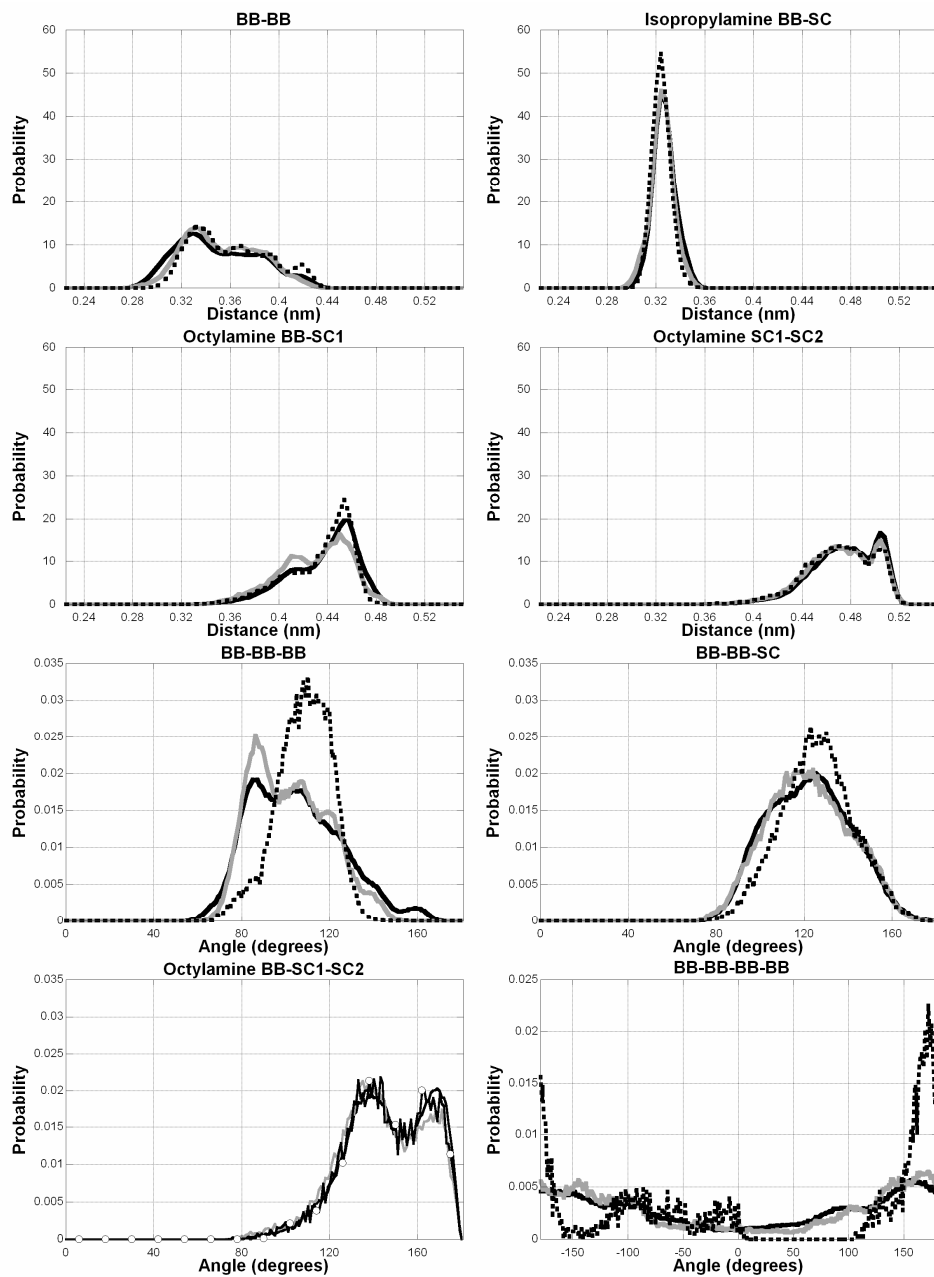 BB-BB
Isopropylamine BB-SC
60
50
40
30
20
10
0
Probability
0.24 0.28 0.32 0.36 0.4 0.44 0.48 0.52
Distance (nm)
60
50
40
30
20
10
0
Probability
0.24 0.28 0.32 0.36 0.4 0.44 0.48 0.52
Distance (nm)
Octylamine BB-SC1
Octylamine SC1-SC2
60
50
40
30
20
10
0
Probability
0.24 0.28 0.32 0.36 0.4 0.44 0.48 0.52
Distance (nm)
60
50
40
30
20
10
0
Probability
0.24 0.28 0.32 0.36 0.4 0.44 0.48 0.52
Distance (nm)
BB-BB-BB
BB-BB-SC
0.035
0.03
0.025
0.02
0.015
0.01
0.005
0
Probability
0 40 80 120 160
Angle (degrees)
0.035
0.03
0.025
0.02
0.015
0.01
0.005
0
Probability
0 40 80 120 160
Angle (degrees)
Octylamine BB-SC1-SC2
BB-BB-BB-BB
0.035
0.03
0.025
0.02
0.015
0.01
0.005
0
Probability
0 40 80 120 160
Angle (degrees)
0.025
0.02
0.015
0.01
0.005
0
Probability
-150 -100 -50 0 50 100 150
Angle (degrees)